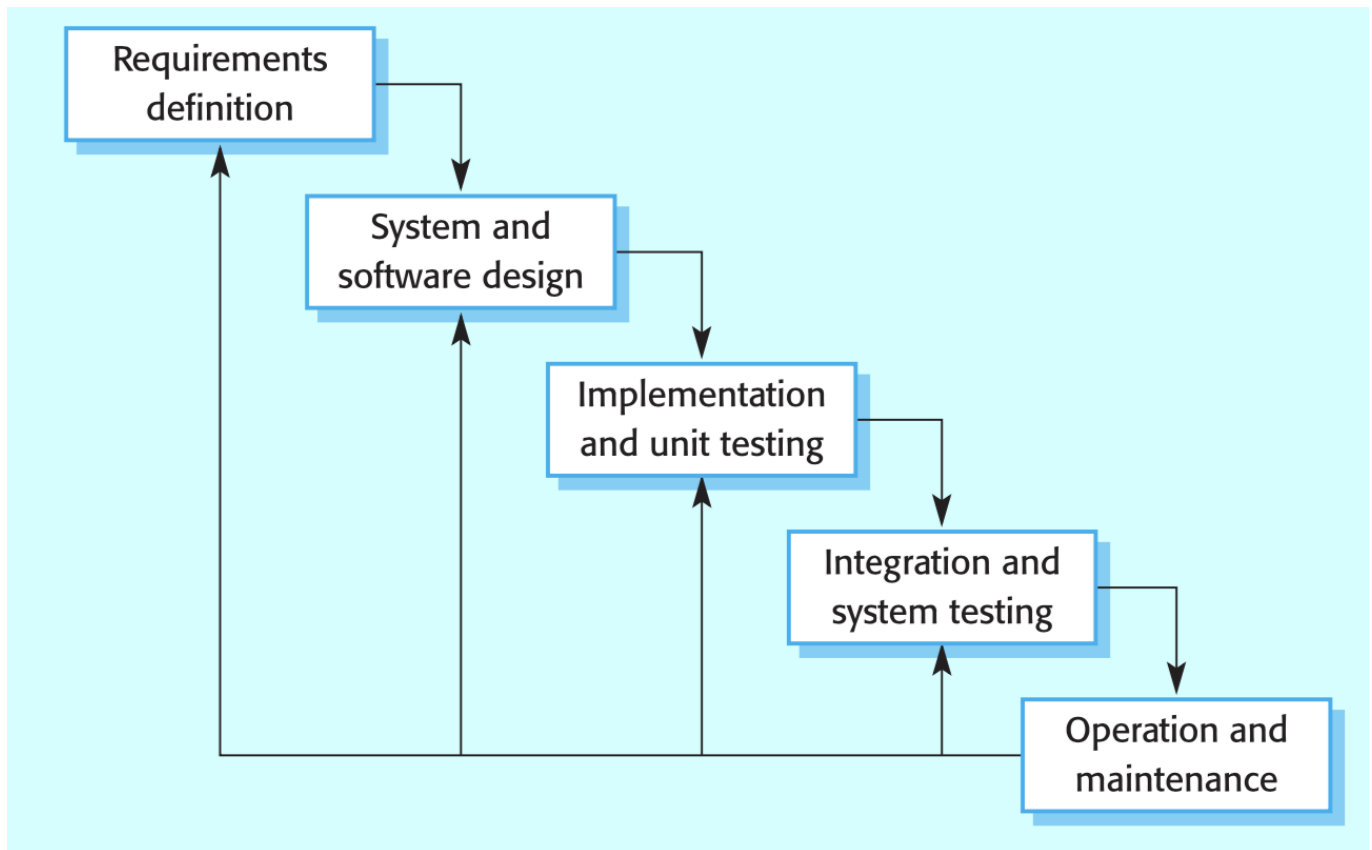 Requirements
definition
System and
software design
Implementation
and unit testing
Integration and
system testing
Operation and
maintenance